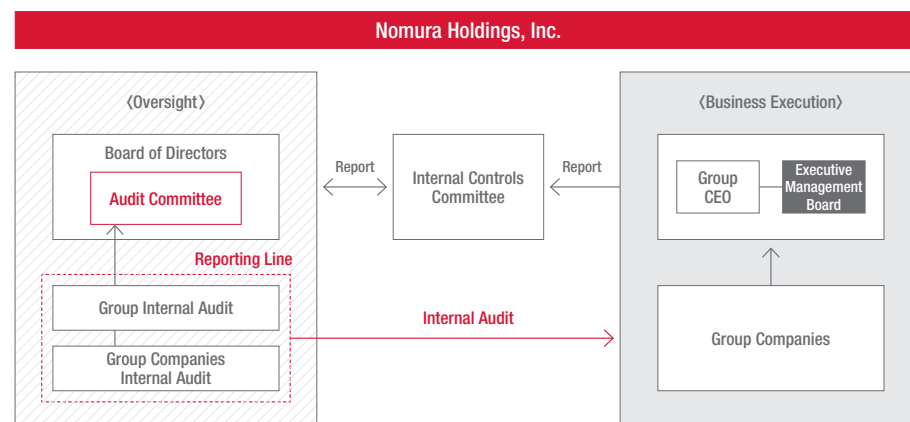 Nomura Holdings, Inc.
〈Oversight〉
Board of Directors
Audit Committee
Reporting Line
Group Internal Audit
Group Companies
Internal Audit
Report
Internal Controls
Committee
Report
Internal Audit
〈Business Execution〉
Group
CEO
Executive
Management
Board
Group Companies